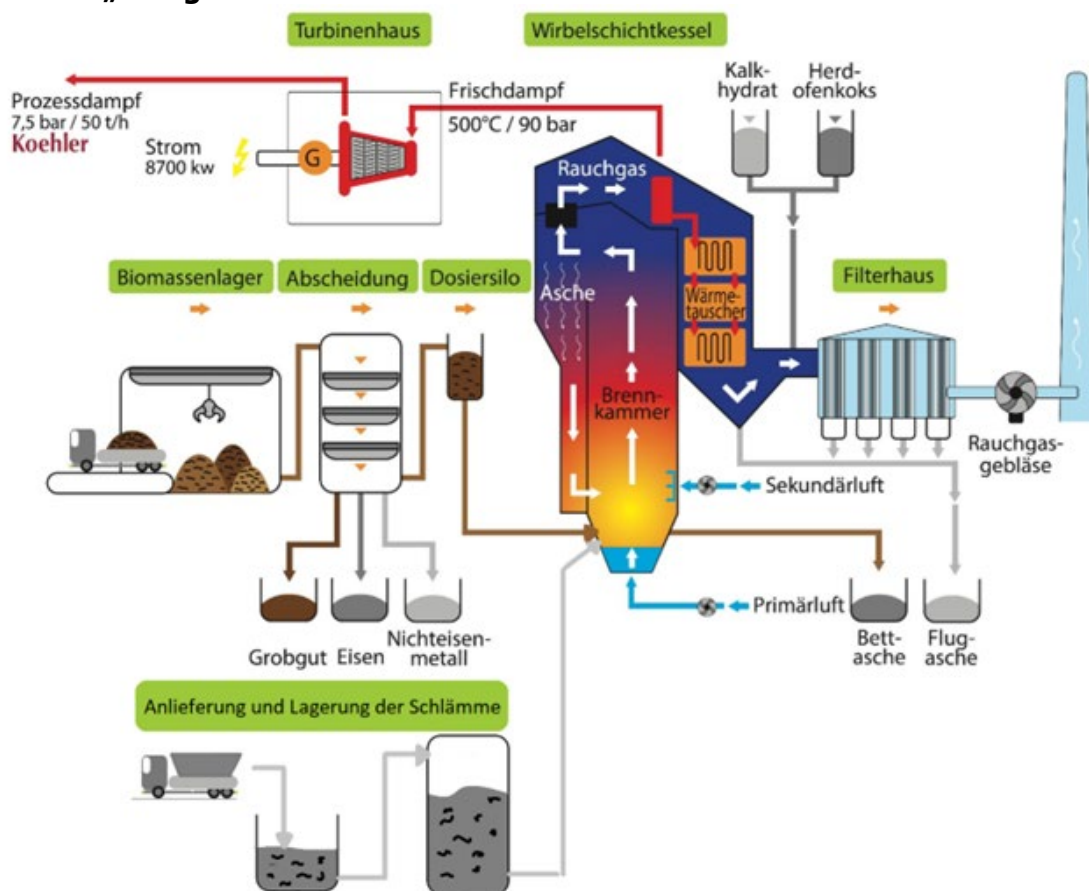 Turbinenhaus
Wirbelschichtkessel
Prozessdampf
7,5 bar / 50 t/h
Koehler
Strom
8700 kw
G
Frischdampf
500°C / 90 bar
Kalk-
hydrat
Herd-
ofenkoks
Rauchgas
Biomassenlager
Abscheidung
Dosiersilo
Asche
Wärme-
tauscher
Filterhaus
Brenn-
kammer
Rauchgas-
gebläse
Sekundärluft
Primärluft
Grobgut
Eisen
Nichteisen-
metall
Bett-
asche
Flug-
asche
Anlieferung und Lagerung der Schlämme